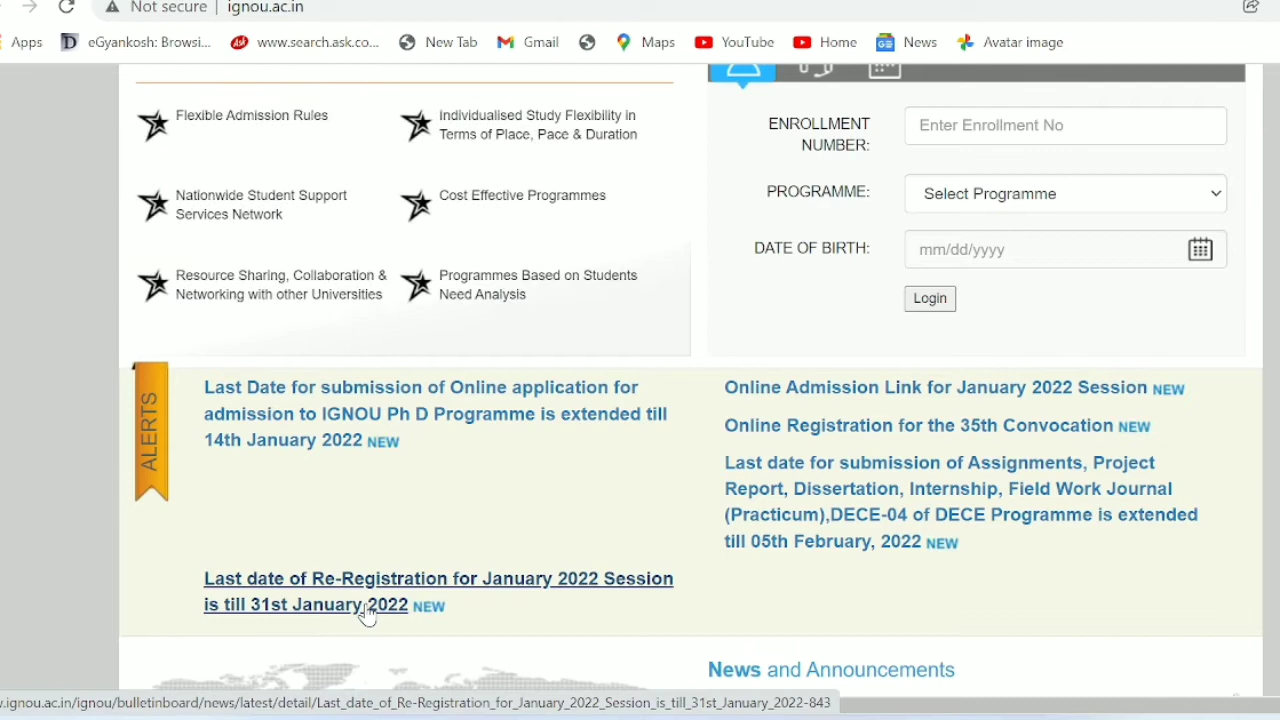 Not secure | ignou.ac.in
Apps eGyankosh: Browsi... Ask www.search.ask.co... New Tab Gmail Maps YouTube Home News Avatar image
Flexible Admission Rules
Individualised Study Flexibility in
Terms of Place, Pace & Duration
Nationwide Student Support
Services Network
Cost Effective Programmes
Resource Sharing, Collaboration &
Networking with other Universities
Programmes Based on Students
Need Analysis
ENROLLMENT
NUMBER:
Enter Enrollment No
PROGRAMME:
Select Programme
DATE OF BIRTH:
mm/dd/yyyy
Login
ALERTS
Last Date for submission of Online application for
admission to IGNOU Ph D Programme is extended till
14th January 2022 NEW
Last date of Re-Registration for January 2022 Session
is till 31st January 2022 NEW
Online Admission Link for January 2022 Session NEW
Online Registration for the 35th Convocation NEW
Last date for submission of Assignments, Project
Report, Dissertation, Internship, Field Work Journal
(Practicum),DECE-04 of DECE Programme is extended
till 05th February, 2022 NEW
News and Announcements
.ignou.ac.in/ignou/bulletinboard/news/latest/detail/Last_date_of_Re-Registration_for_January_2022_Session_is_till_31st_January_2022-843